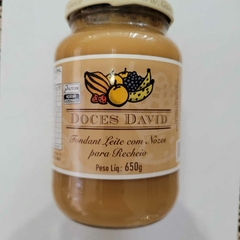 DOCES DAVID
Fondant Leite com Nozes
para Recheio
Peso Líq.: 650g